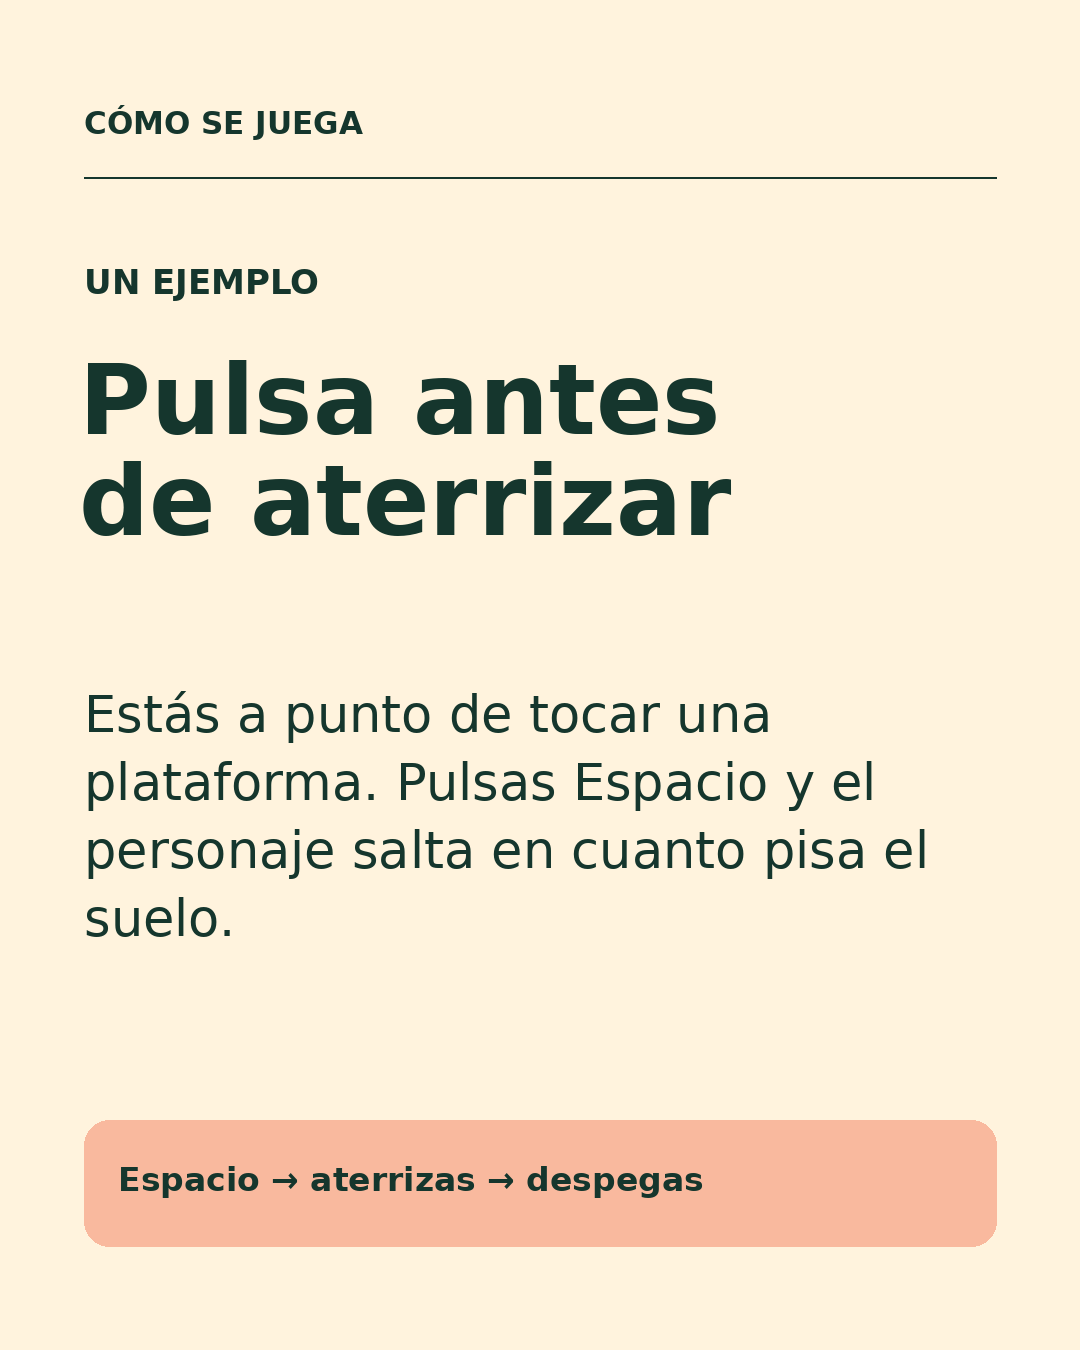 CÓMO SE JUEGA
UN EJEMPLO
Pulsa antes
de aterrizar
Estás a punto de tocar una
plataforma. Pulsas Espacio y el
personaje salta en cuanto pisa el
suelo.
Espacio → aterrizas → despegas